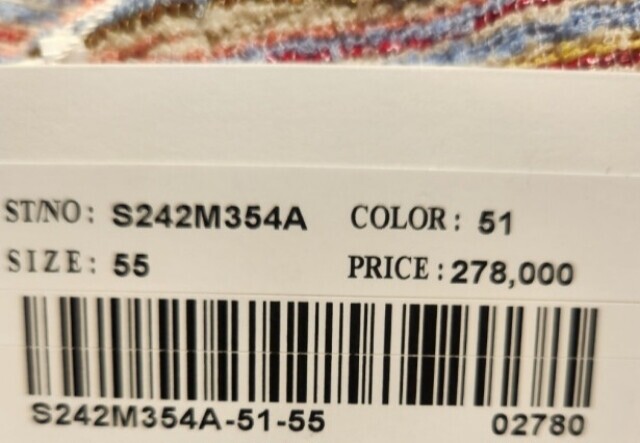 ST/NO: S242M354A COLOR: 51
SIZE: 55 PRICE: 278,000
S242M354A-51-55 02780